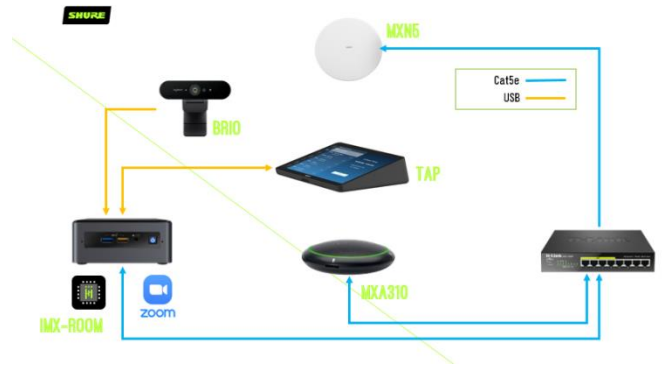 SHURE
MXN5
Cat5e
USB
BRIO
TAP
MXA310
IMX-ROOM
zoom